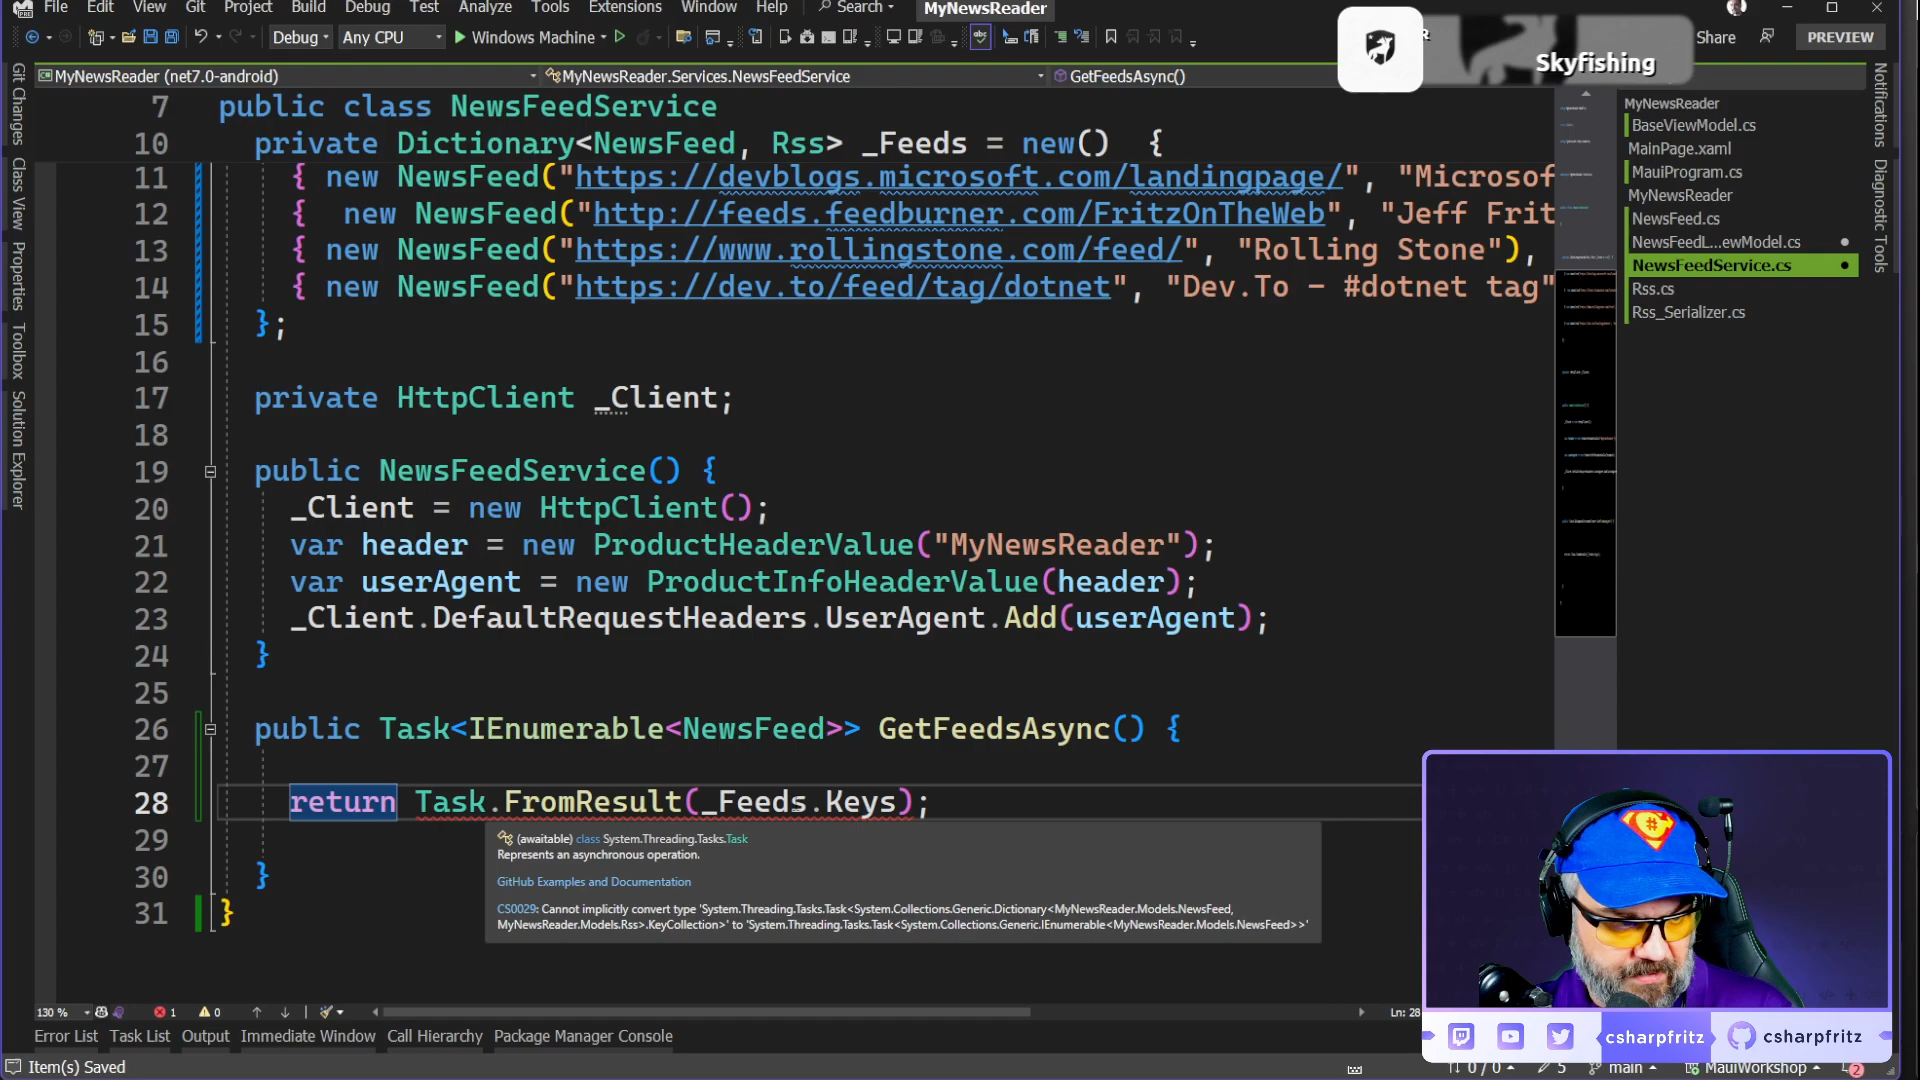 File Edit View Git Project Build Debug Test Analyze Tools Extensions Window Help Search MyNewsReader
Debug Any CPU Windows Machine Share PREVIEW
Skyfishing
MyNewsReader (net7.0-android) MyNewsReader.Services.NewsFeedService GetFeedsAsync()
7 public class NewsFeedService
10 private Dictionary<NewsFeed, Rss> _Feeds = new() {
11 { new NewsFeed("https://devblogs.microsoft.com/landingpage/", "Microsof
12 { new NewsFeed("http://feeds.feedburner.com/FritzOnTheWeb", "Jeff Frit
13 { new NewsFeed("https://www.rollingstone.com/feed/", "Rolling Stone"),
14 { new NewsFeed("https://dev.to/feed/tag/dotnet", "Dev.To - #dotnet tag"
15 };
16
17 private HttpClient _Client;
18
19 public NewsFeedService() {
20 _Client = new HttpClient();
21 var header = new ProductHeaderValue("MyNewsReader");
22 var userAgent = new ProductInfoHeaderValue(header);
23 _Client.DefaultRequestHeaders.UserAgent.Add(userAgent);
24 }
25
26 public Task<IEnumerable<NewsFeed>> GetFeedsAsync() {
27
28 return Task.FromResult(_Feeds.Keys);
29
30 }
31 }
(awaitable) class System.Threading.Tasks.Task
Represents an asynchronous operation.
GitHub Examples and Documentation
CS0029: Cannot implicitly convert type 'System.Threading.Tasks.Task<System.Collections.Generic.Dictionary<MyNewsReader.Models.NewsFeed,
MyNewsReader.Models.Rss>.KeyCollection>' to 'System.Threading.Tasks.Task<System.Collections.Generic.IEnumerable<MyNewsReader.Models.NewsFeed>>'
Git Changes
Class View
Properties
Toolbox
Solution Explorer
MyNewsReader
BaseViewModel.cs
MainPage.xaml
MauiProgram.cs
MyNewsReader
NewsFeed.cs
NewsFeedL...ewModel.cs
NewsFeedService.cs
Rss.cs
Rss_Serializer.cs
Notifications
Diagnostic Tools
130 % 1 0 Ln: 28
Error List Task List Output Immediate Window Call Hierarchy Package Manager Console
csharpfritz csharpfritz
Item(s) Saved 0 / 0 5 main MauiWorkshop 2